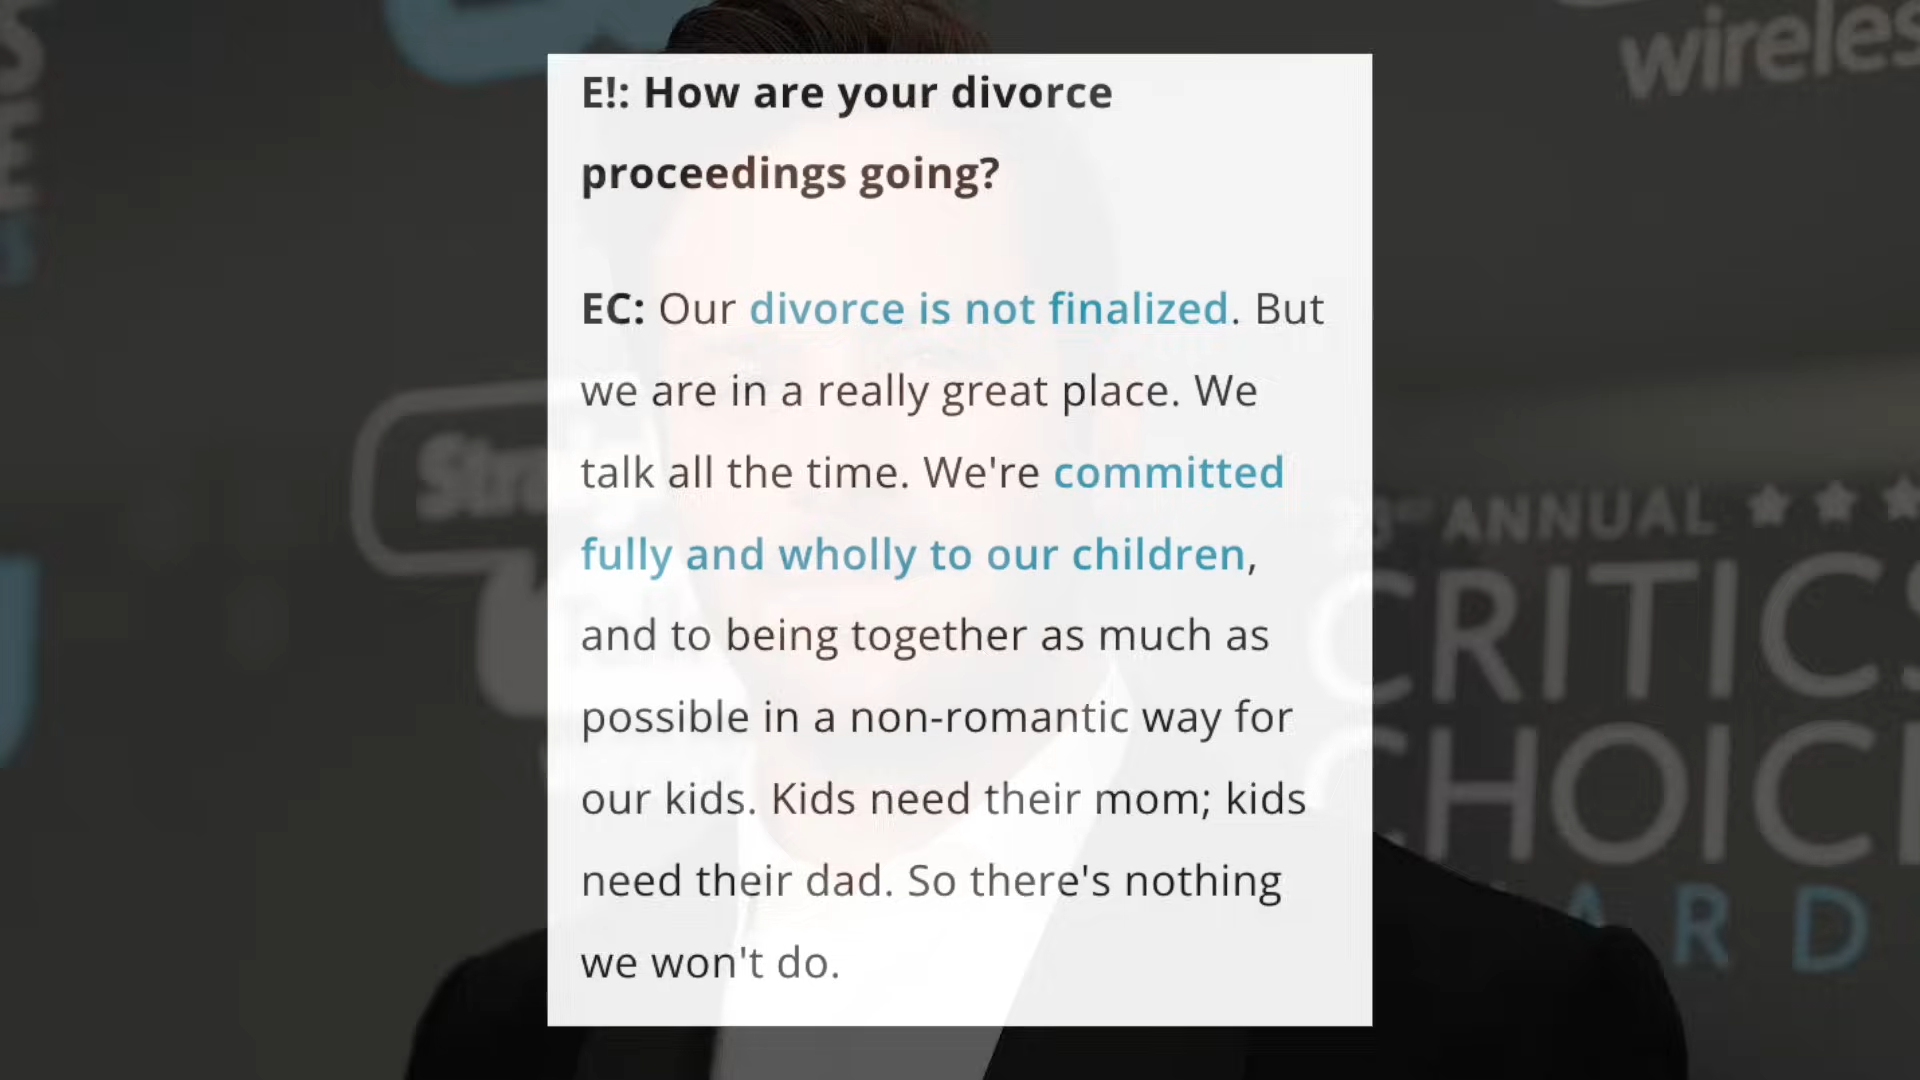 E!: How are your divorce
proceedings going?
EC: Our divorce is not finalized. But
we are in a really great place. We
talk all the time. We're committed
fully and wholly to our children,
and to being together as much as
possible in a non-romantic way for
our kids. Kids need their mom; kids
need their dad. So there's nothing
we won't do.
wireles
Stra
ANNUAL
CRITICS
CHOIC
ARD